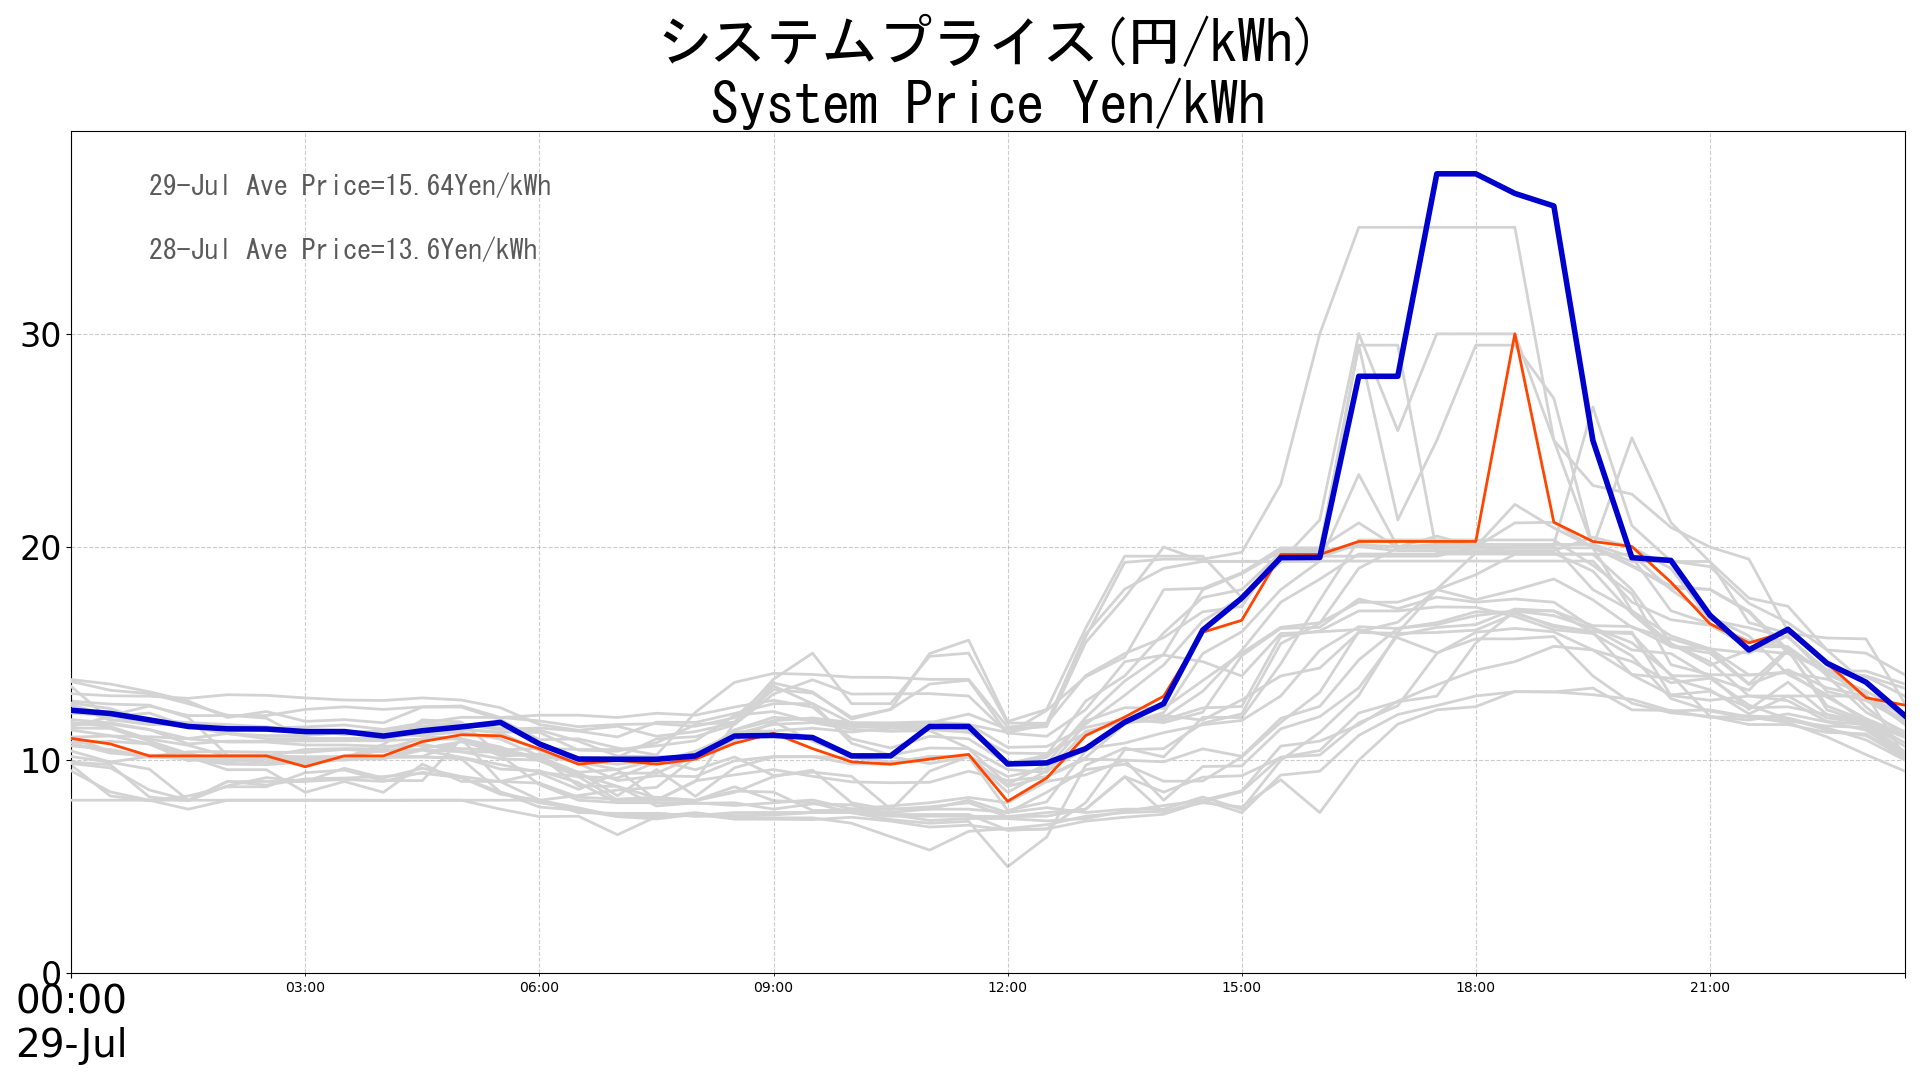 システムプライス(円/kWh)
System Price Yen/kWh
29-Jul Ave Price=15.64Yen/kWh
28-Jul Ave Price=13.6Yen/kWh
30
20
10
0
00:00
03:00
06:00
09:00
12:00
15:00
18:00
21:00
29-Jul